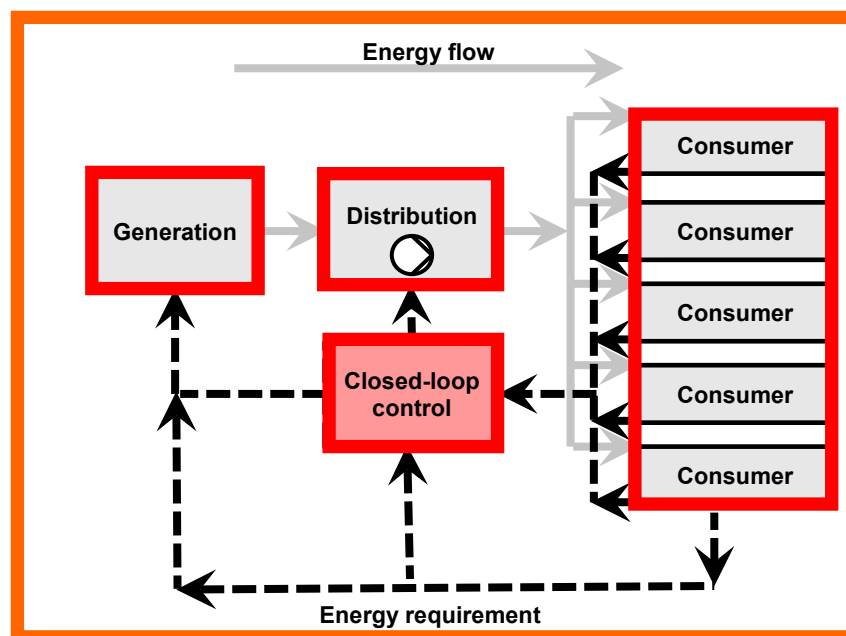 Energy flow
Consumer
Generation
Distribution
Consumer
Consumer
Closed-loop
control
Consumer
Consumer
Energy requirement